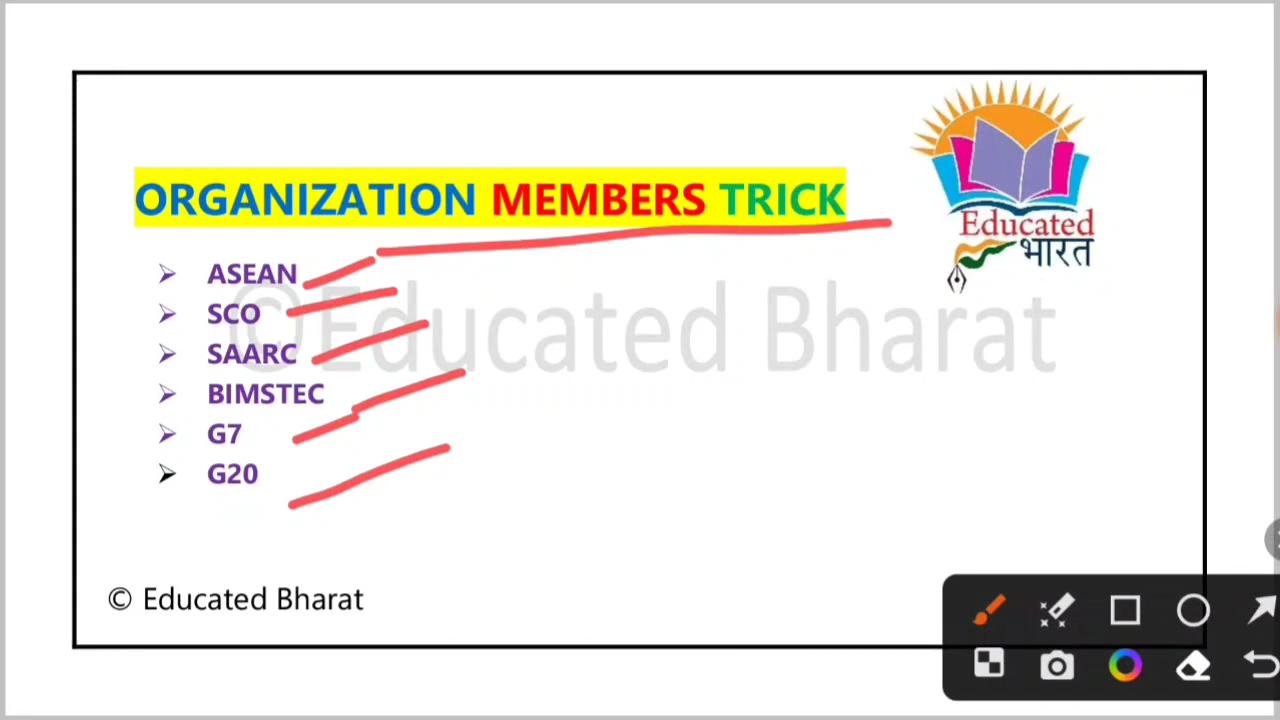 ORGANIZATION MEMBERS TRICK
Educated
भारत
ASEAN
SCO
SAARC
BIMSTEC
G7
G20
©Educated Bharat
© Educated Bharat